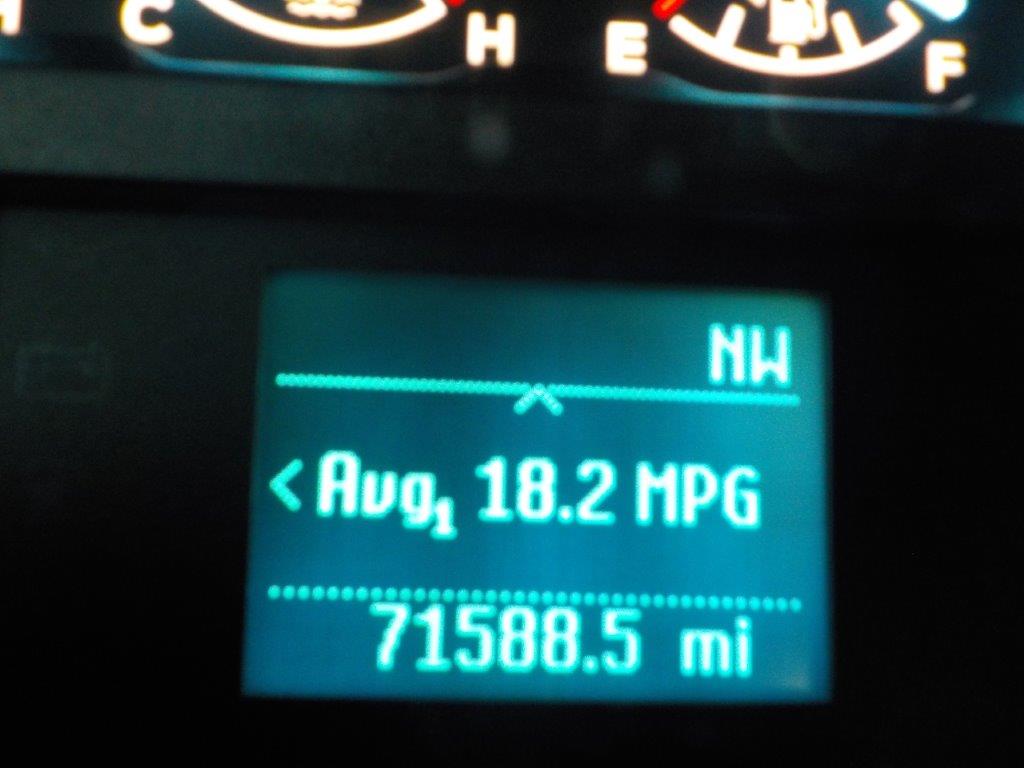 C H E F
NW
< Avg1 18.2 MPG
71588.5 mi